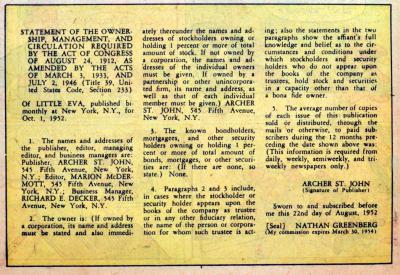 STATEMENT OF THE OWNER-
SHIP, MANAGEMENT, AND
CIRCULATION REQUIRED
BY THE ACT OF CONGRESS
OF AUGUST 24, 1912, AS
AMENDED BY THE ACTS
OF MARCH 3, 1933, AND
JULY 2, 1946 (Title 39, Un-
ited States Code, Section 233)
Of LITTLE EVA, published bi-
monthly at New York, N.Y., for
Oct. 1, 1952.
1. The names and addresses of
the publisher, editor, managing
editor, and business managers are:
Publisher, ARCHER ST. JOHN,
545 Fifth Avenue, New York,
N.Y.; Editor, MARION McDER-
MOTT, 545 Fifth Avenue, New
York, N.Y.; Business Manager,
RICHARD E. DECKER, 545 Fifth
Avenue, New York, N.Y.
2. The owner is: (If owned by
a corporation, its name and address
must be stated and also immedi-
ately thereunder the names and ad-
dresses of stockholders owning or
holding 1 percent or more of total
amount of stock. If not owned by
a corporation, the names and ad-
dresses of the individual owners
must be given. If owned by a
partnership or other unincorporated
firm, its name and address, as
well as that of each individual
member must be given.) ARCHER
ST. JOHN, 545 Fifth Avenue,
New York, N.Y.
3. The known bondholders,
mortgagees, and other security
holders owning or holding 1 per-
cent or more of total amount of
bonds, mortgages, or other securi-
ties are: (If there are none, so
state.) None.
4. Paragraphs 2 and 3 include,
in cases where the stockholder or
security holder appears upon the
books of the company as trustee
or in any other fiduciary relation,
the name of the person or corpora-
tion for whom such trustee is act-
ing; also the statements in the two
paragraphs show the affiant's full
knowledge and belief as to the cir-
cumstances and conditions under
which stockholders and security
holders who do not appear upon
the books of the company as
trustees, hold stock and securities
in a capacity other than that of
a bona fide owner.
5. The average number of copies
of each issue of this publication
sold or distributed, through the
mails or otherwise, to paid sub-
scribers during the 12 months pre-
ceding the date shown above was:
(This information is required from
daily, weekly, semiweekly, and tri-
weekly newspapers only.)
ARCHER ST. JOHN
(Signature of Publisher)
Sworn to and subscribed before
me this 22nd day of August, 1952
[Seal] NATHAN GREENBERG
(My commission expires March 30, 1954)